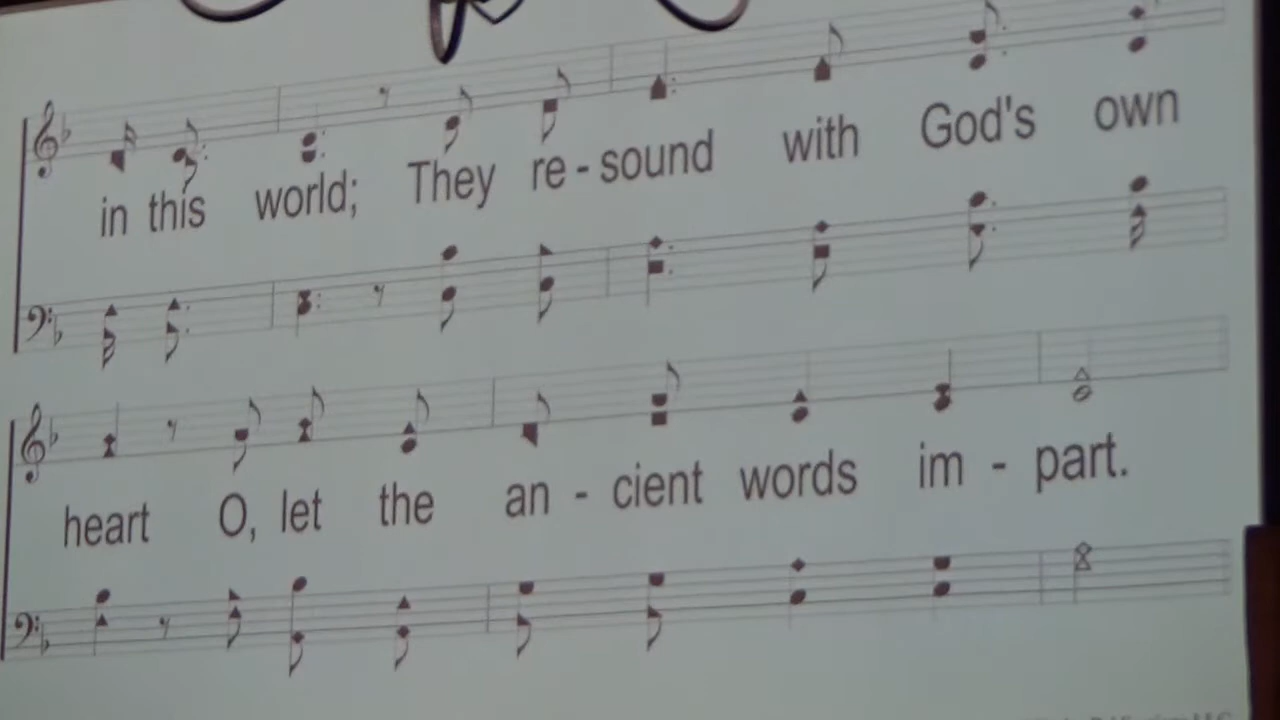 in this world; They re - sound with God's own
heart O, let the an - cient words im - part.